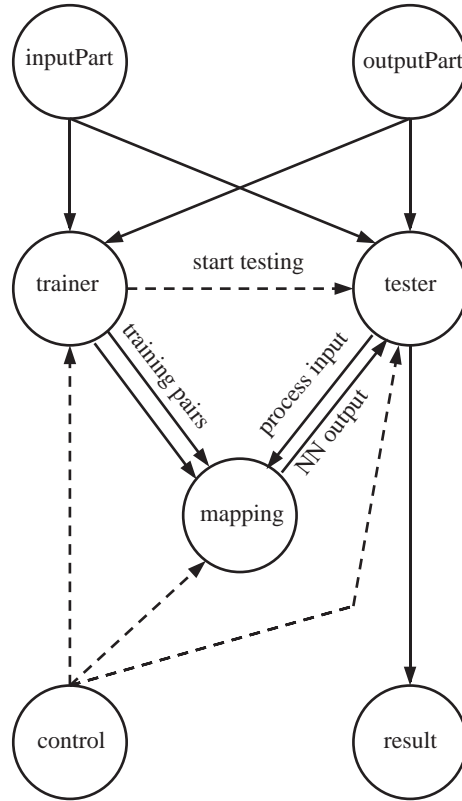 inputPart
outputPart
start testing
trainer
tester
training pairs
process input
NN output
mapping
control
result